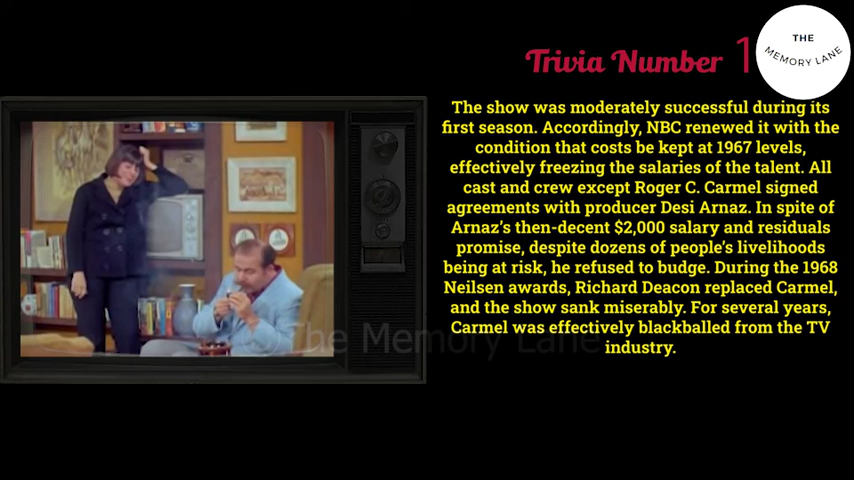 Trivia Number 1
THE
MEMORY LANE
The show was moderately successful during its
first season. Accordingly, NBC renewed it with the
condition that costs be kept at 1967 levels,
effectively freezing the salaries of the talent. All
cast and crew except Roger C. Carmel signed
agreements with producer Desi Arnaz. In spite of
Arnaz's then-decent $2,000 salary and residuals
promise, despite dozens of people's livelihoods
being at risk, he refused to budge. During the 1968
Neilsen awards, Richard Deacon replaced Carmel,
and the show sank miserably. For several years,
Carmel was effectively blackballed from the TV
industry.
©The Memory Lane